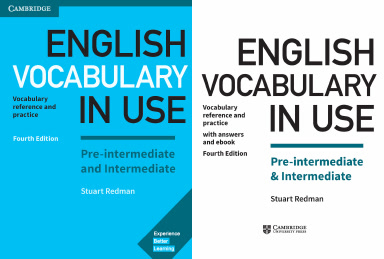 CAMBRIDGE
ENGLISH
VOCABULARY
IN USE
Vocabulary
reference and
practice
Fourth Edition
Pre-intermediate
and Intermediate
Stuart Redman
Experience
Better
Learning
ENGLISH
VOCABULARY
IN USE
Vocabulary
reference and
practice
with answers
and ebook
Fourth Edition
Pre-intermediate
& Intermediate
Stuart Redman
CAMBRIDGE
UNIVERSITY PRESS